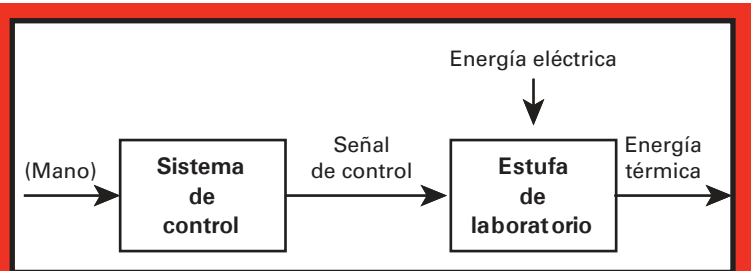 Energía eléctrica
(Mano)
Sistema
de
control
Señal
de control
Estufa
de
laboratorio
Energía
térmica